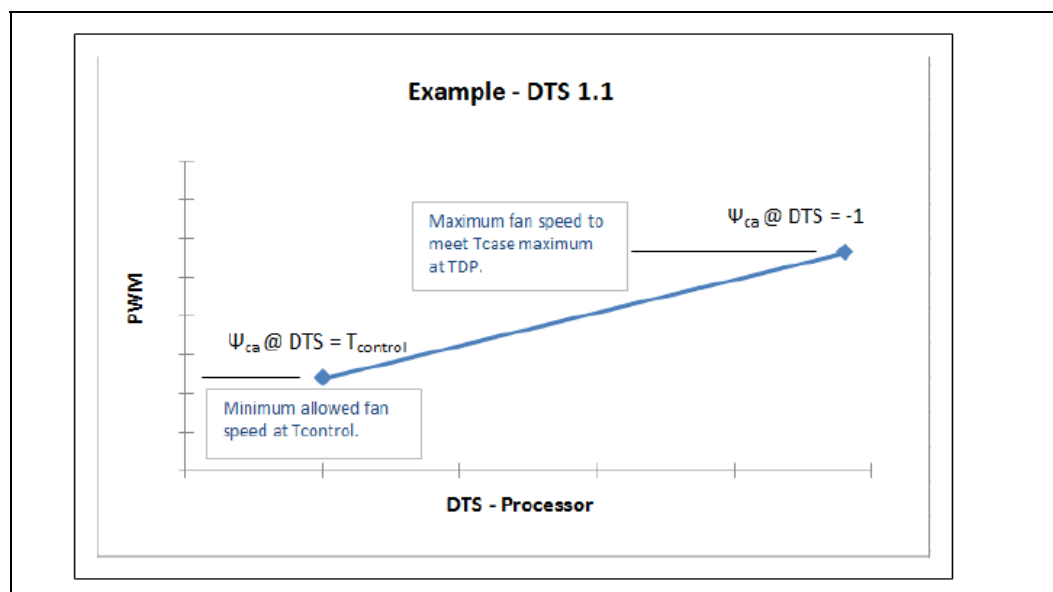 Example - DTS 1.1
Maximum fan speed to
meet Tcase maximum
at TDP.
Ψca @ DTS = -1
PWM
Ψca @ DTS = Tcontrol
Minimum allowed fan
speed at Tcontrol.
DTS - Processor